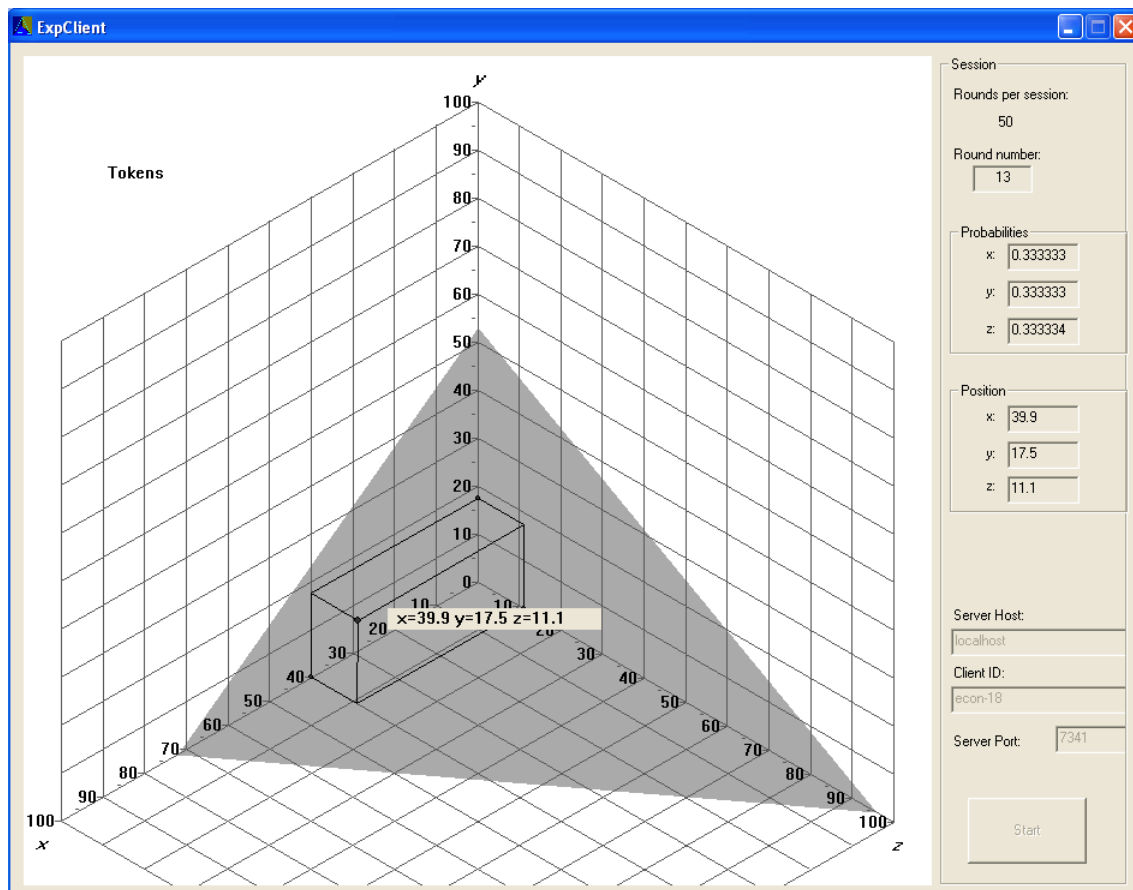 ExpClient
Tokens
y
100
90
80
70
60
50
40
30
20
10
0
10
20
30
40
50
60
70
80
90
100
x
10
20
30
40
50
60
70
80
90
100
z
x=39.9 y=17.5 z=11.1
Session
Rounds per session:
50
Round number:
13
Probabilities
x: 0.333333
y: 0.333333
z: 0.333334
Position
x: 39.9
y: 17.5
z: 11.1
Server Host:
localhost
Client ID:
econ-18
Server Port: 7341
Start